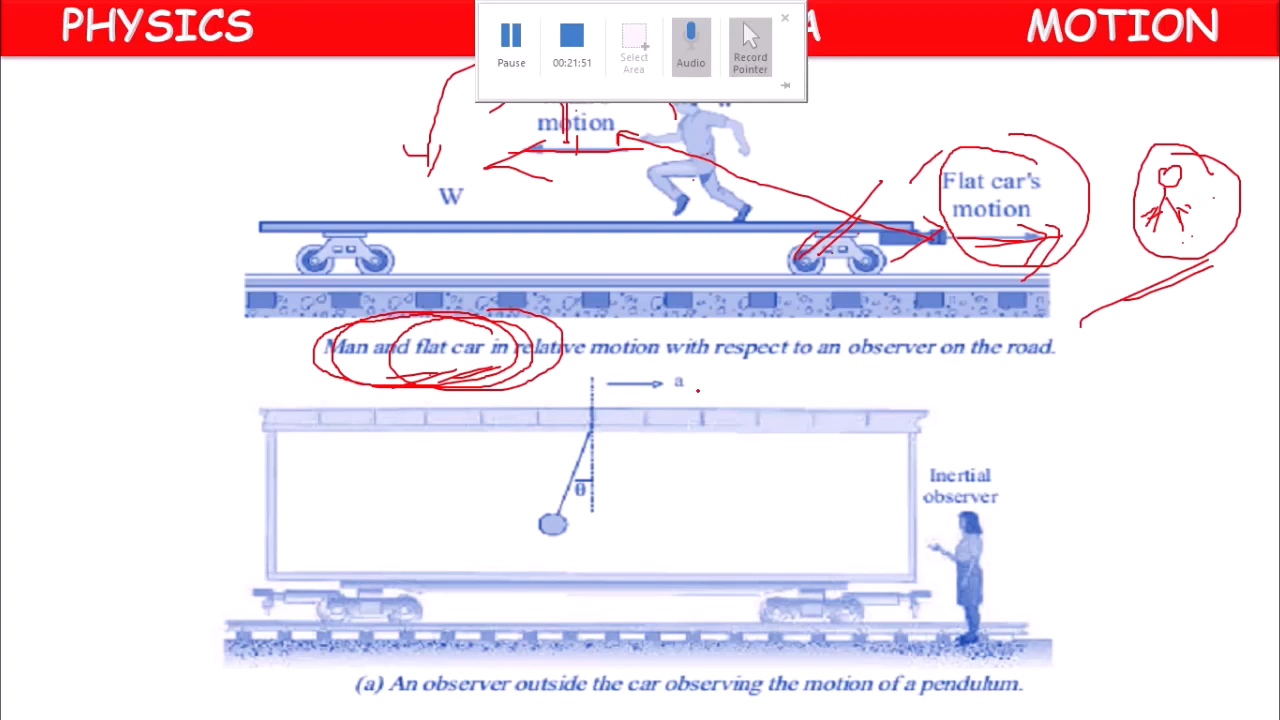 PHYSICS
MOTION
Pause
00:21:51
Select
Area
Audio
Record
Pointer
motion
W
Flat car's
motion
Man and flat car in relative motion with respect to an observer on the road.
a
θ
Inertial
observer
(a) An observer outside the car observing the motion of a pendulum.